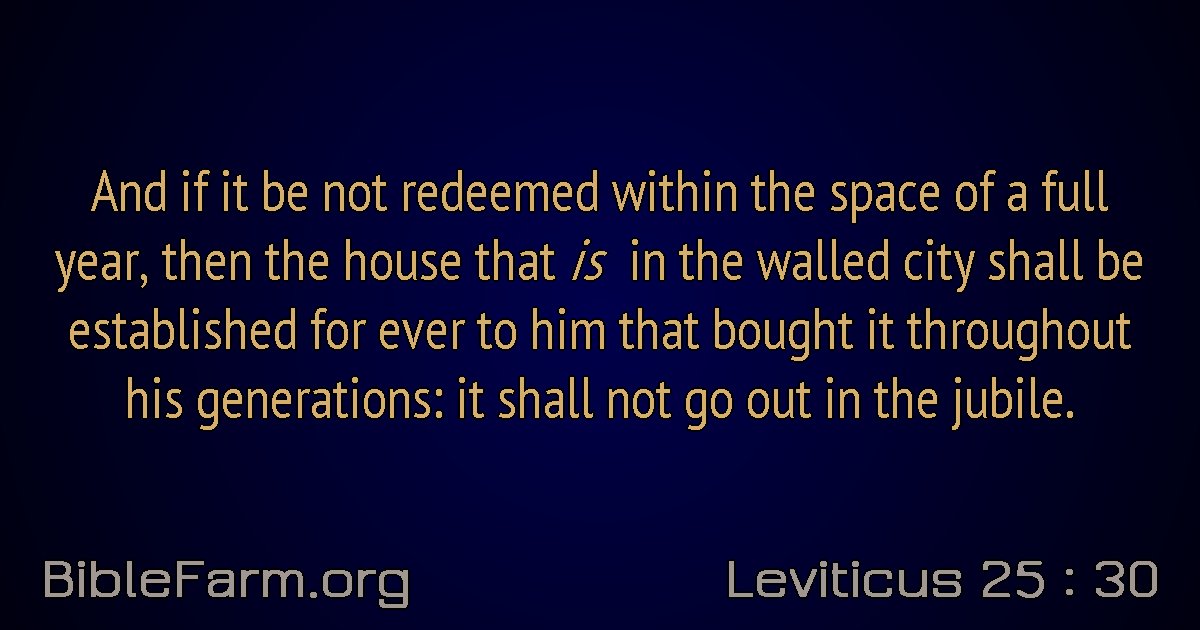 And if it be not redeemed within the space of a full
year, then the house that is in the walled city shall be
established for ever to him that bought it throughout
his generations: it shall not go out in the jubile.
BibleFarm.org
Leviticus 25 : 30